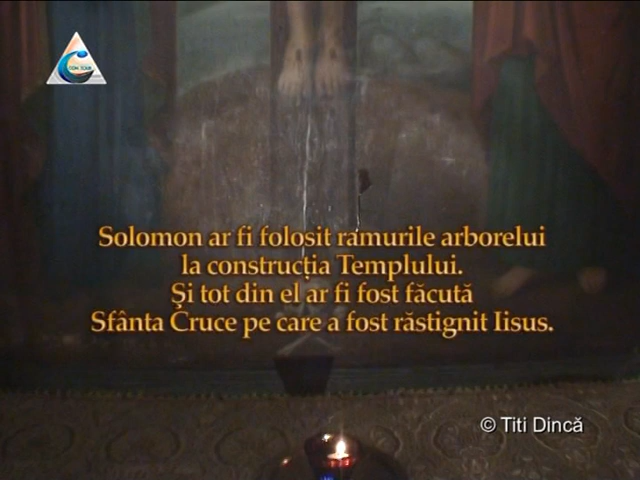 Solomon ar fi folosit ramurile arborelui
la construcția Templului.
Şi tot din el ar fi fost făcută
Sfânta Cruce pe care a fost răstignit Iisus.
© Titi Dincă